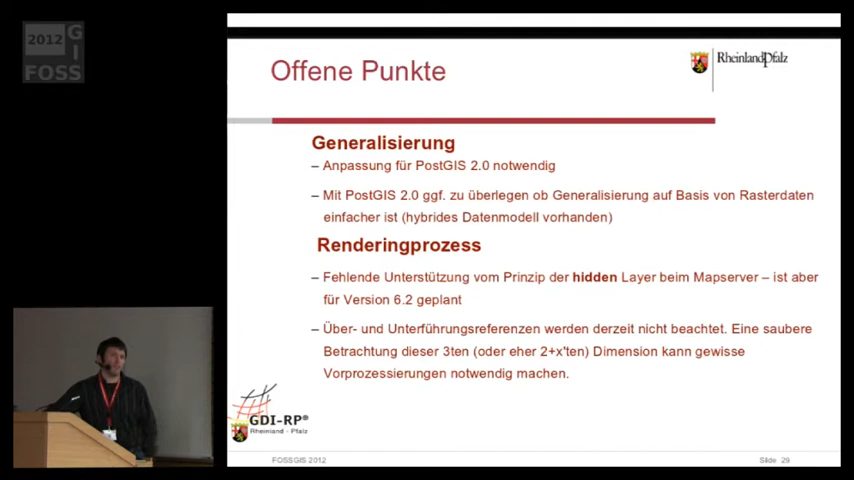 2012
GIS
FOSS
Offene Punkte
RheinlandPfalz
Generalisierung
– Anpassung für PostGIS 2.0 notwendig
– Mit PostGIS 2.0 ggf. zu überlegen ob Generalisierung auf Basis von Rasterdaten
einfacher ist (hybrides Datenmodell vorhanden)
Renderingprozess
– Fehlende Unterstützung vom Prinzip der hidden Layer beim Mapserver – ist aber
für Version 6.2 geplant
– Über- und Unterführungsreferenzen werden derzeit nicht beachtet. Eine saubere
Betrachtung dieser 3ten (oder eher 2+x'ten) Dimension kann gewisse
Vorprozessierungen notwendig machen.
GDI-RP®
Rheinland - Pfalz
FOSSGIS 2012
Slide 29